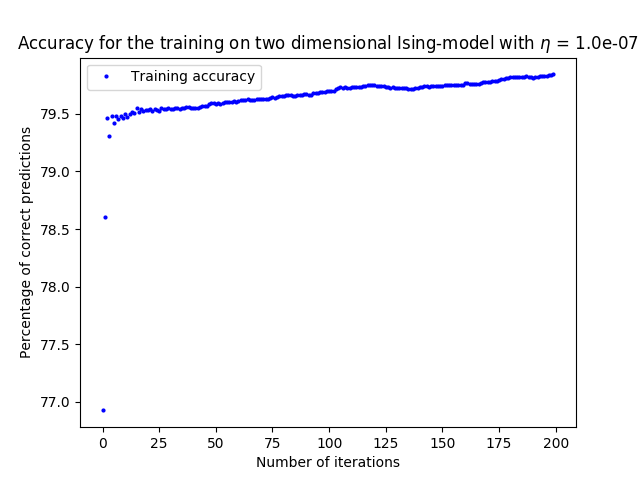 Accuracy for the training on two dimensional Ising-model with η = 1.0e-07
Training accuracy
79.5
79.0
78.5
78.0
77.5
77.0
Percentage of correct predictions
0 25 50 75 100 125 150 175 200
Number of iterations